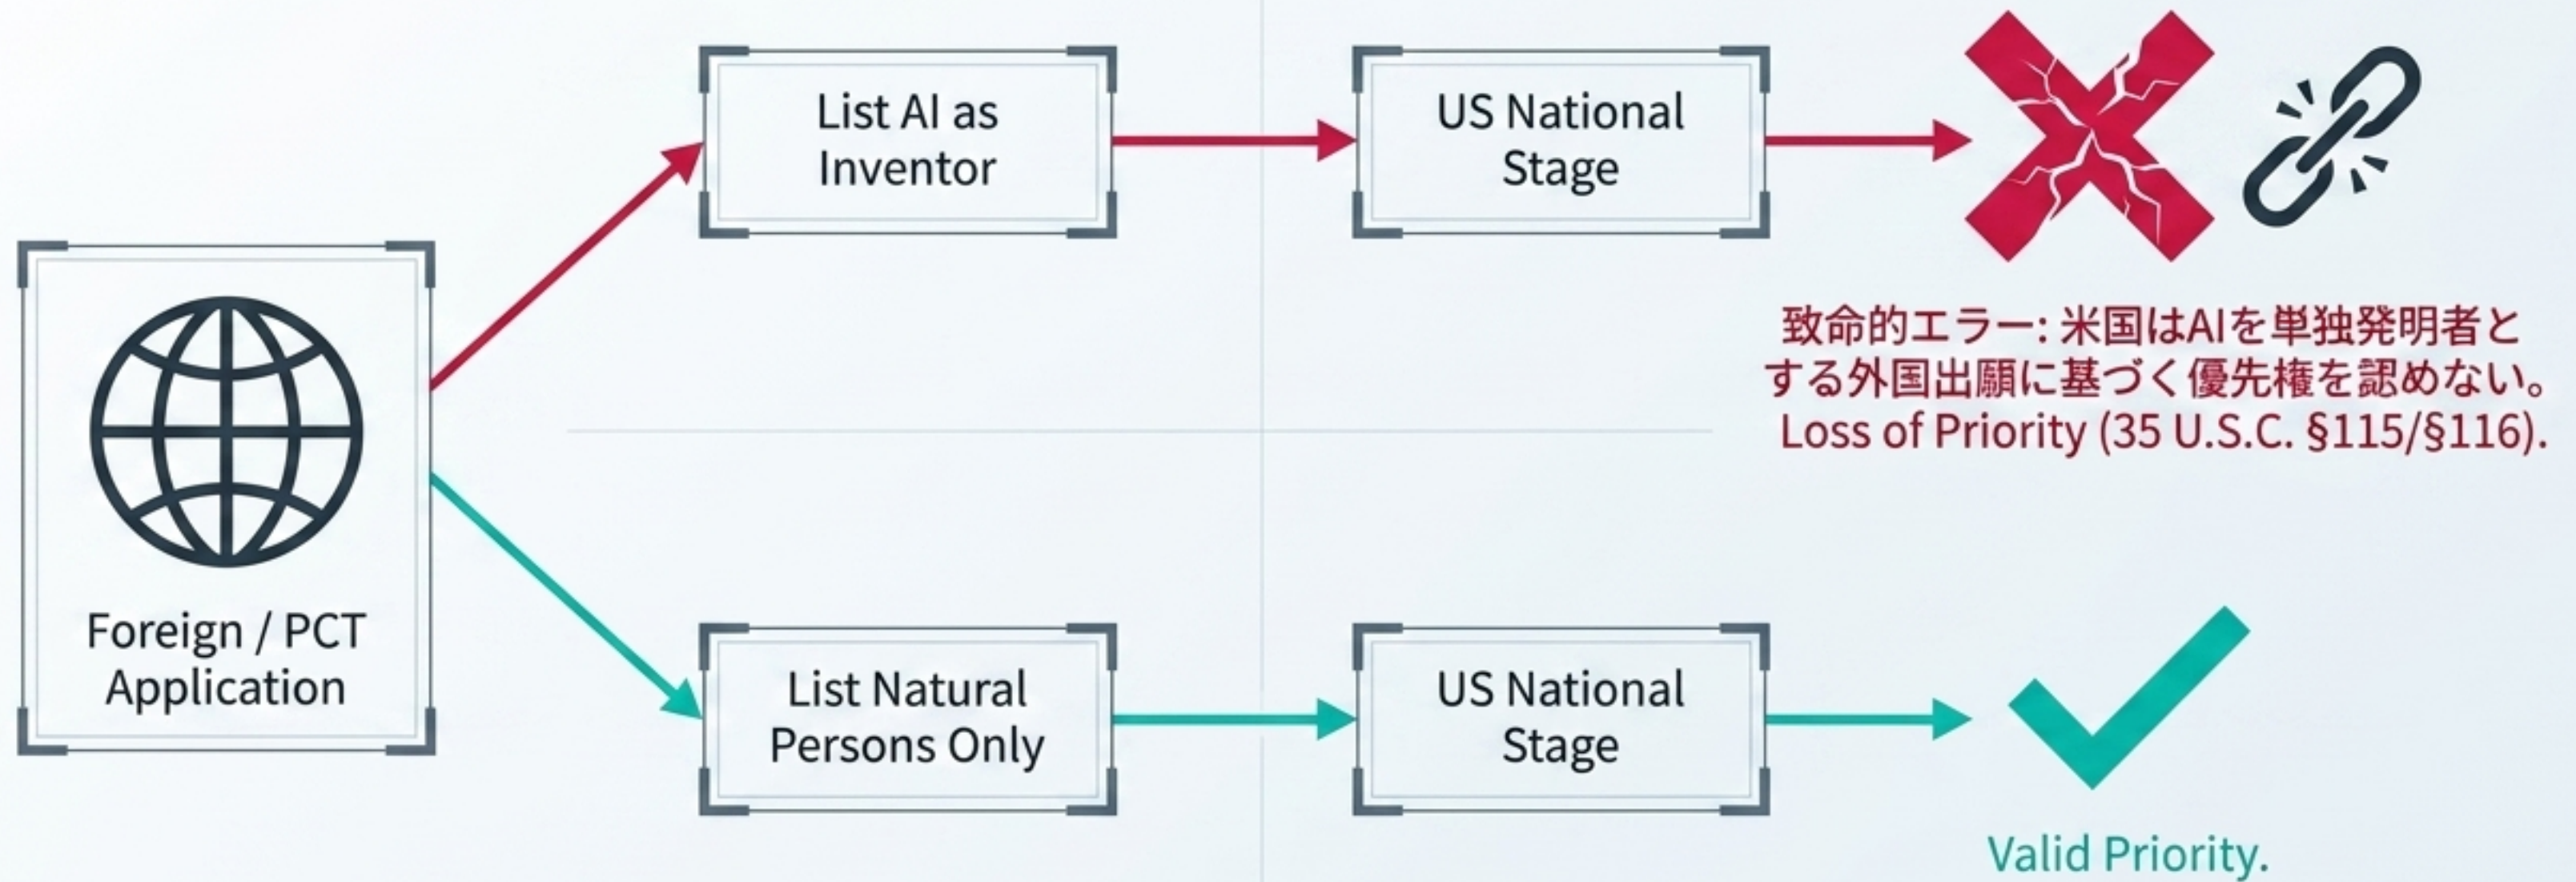 Foreign / PCT
Application
List AI as
Inventor
US National
Stage
致命的エラー: 米国はAIを単独発明者と
する外国出願に基づく優先権を認めない。
Loss of Priority (35 U.S.C. §115/§116).
List Natural
Persons Only
US National
Stage
Valid Priority.